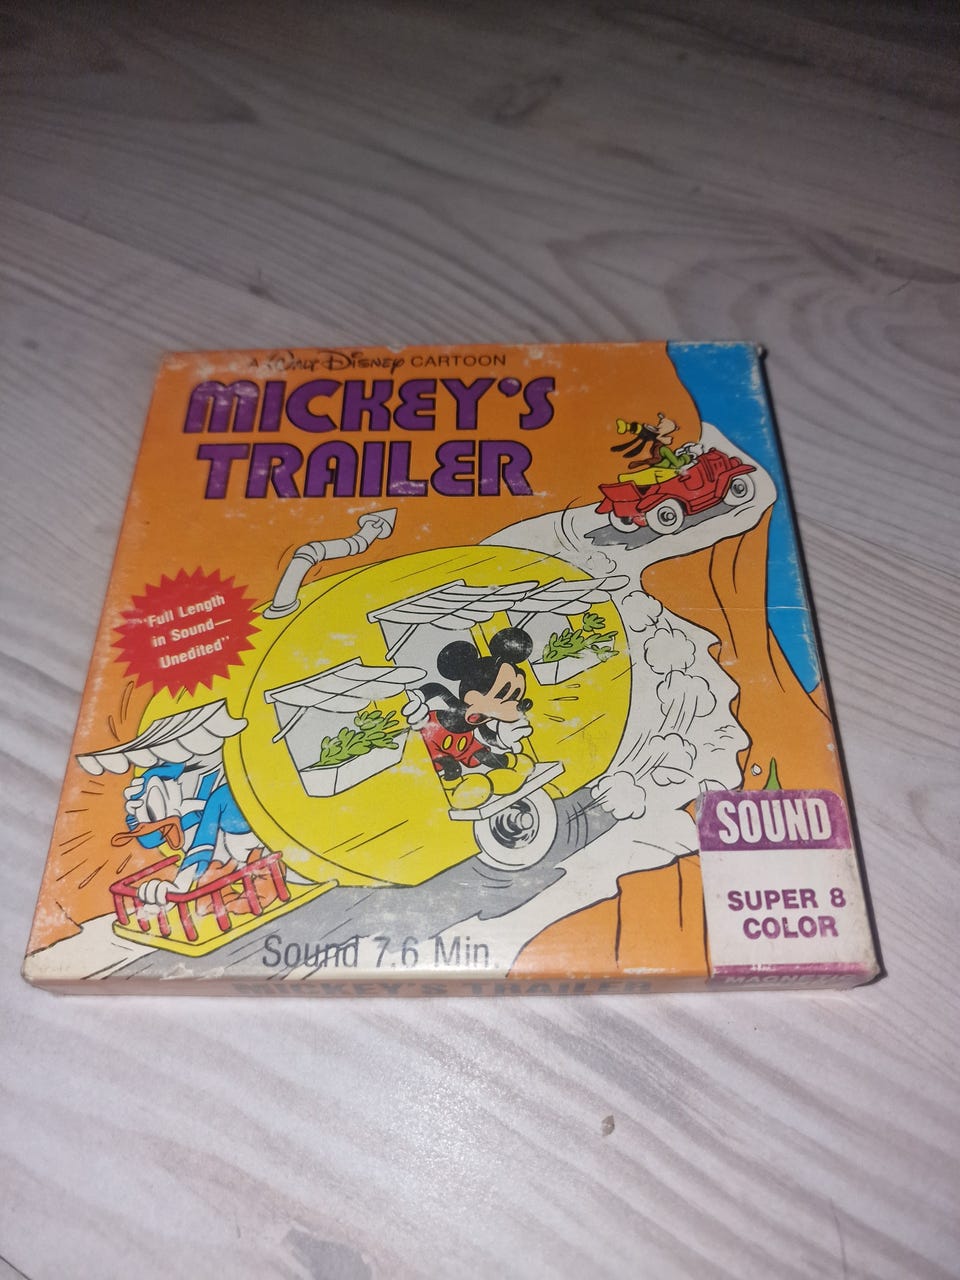 A Walt Disney CARTOON
MICKEY'S
TRAILER
"Full Length
in Sound—
Unedited"
SOUND
SUPER 8
COLOR
Sound 7.6 Min.
MICKEY'S TRAILER